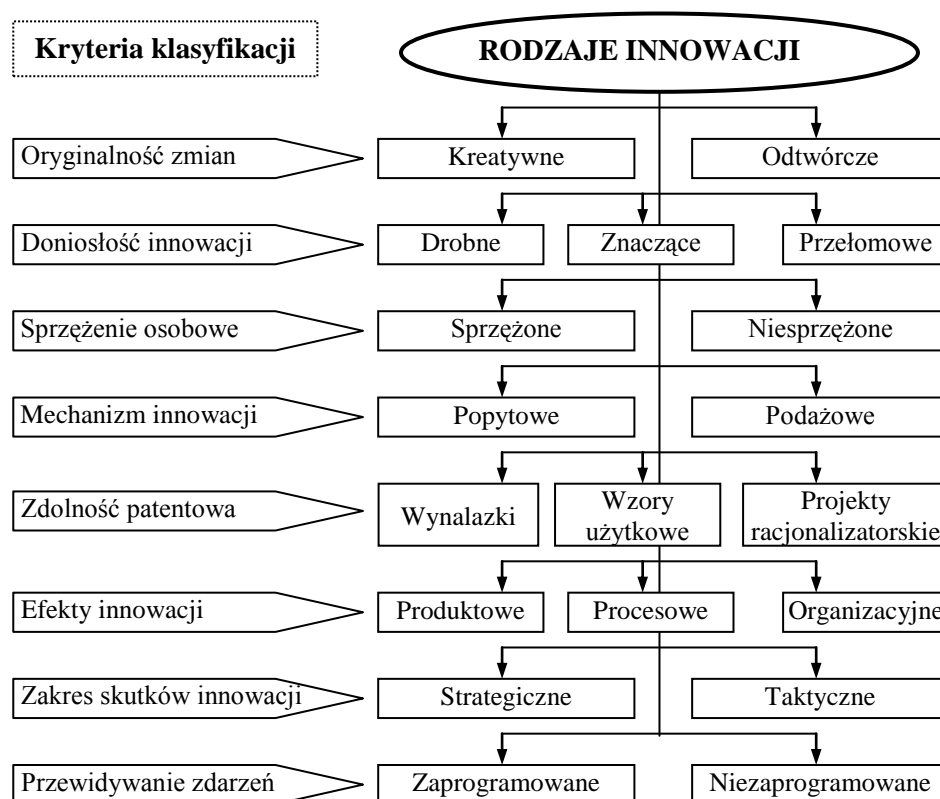 Kryteria klasyfikacji
RODZAJE INNOWACJI
Oryginalność zmian
Kreatywne
Odtwórcze
Doniosłość innowacji
Drobne
Znaczące
Przełomowe
Sprzężenie osobowe
Sprzężone
Niesprzężone
Mechanizm innowacji
Popytowe
Podażowe
Zdolność patentowa
Wynalazki
Wzory
użytkowe
Projekty
racjonalizatorskie
Efekty innowacji
Produktowe
Procesowe
Organizacyjne
Zakres skutków innowacji
Strategiczne
Taktyczne
Przewidywanie zdarzeń
Zaprogramowane
Niezaprogramowane